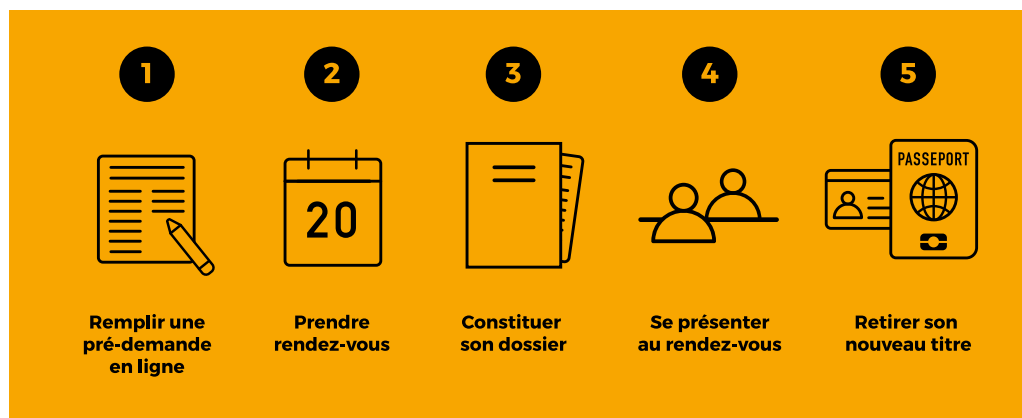 1
2
3
4
5
20
PASSEPORT
Remplir une
pré-demande
en ligne
Prendre
rendez-vous
Constituer
son dossier
Se présenter
au rendez-vous
Retirer son
nouveau titre